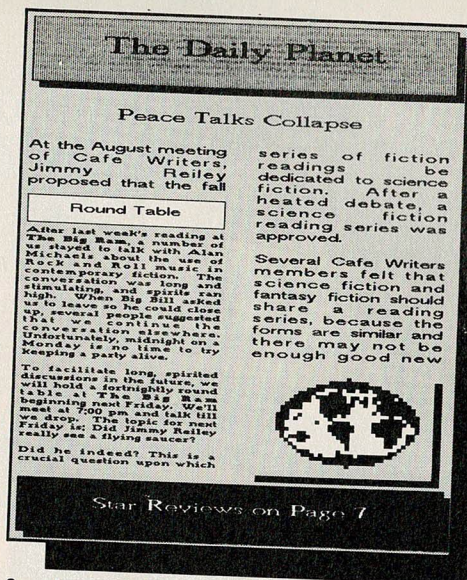 The Daily Planet
Peace Talks Collapse
At the August meeting
of Cafe Writers,
Jimmy Reiley
proposed that the fall
Round Table
After last week's reading at
The Big Ram, a number of
us stayed to talk with Alan
Michaels about the use of
Rock and Roll music in
contemporary fiction. The
conversation was long and
stimulating, and spirits ran
high. When Big Bill asked
us to leave so he could close
up, several people suggested
that we continue the
conversation elsewhere.
Unfortunately, midnight on a
Monday is no time to try
keeping a party alive.
To facilitate long, spirited
discussions in the future, we
will hold a fortnightly round
table at The Big Ram
beginning next Friday. We'll
meet at 7:00 pm and talk till
we drop. The topic for next
Friday is: Did Jimmy Reiley
really see a flying saucer?
Did he indeed? This is a
crucial question upon which
series of fiction
readings be
dedicated to science
fiction. After a
heated debate, a
science fiction
reading series was
approved.
Several Cafe Writers
members felt that
science fiction and
fantasy fiction should
share a reading
series, because the
forms are similar and
there may not be
enough good new
Star Reviews on Page 7